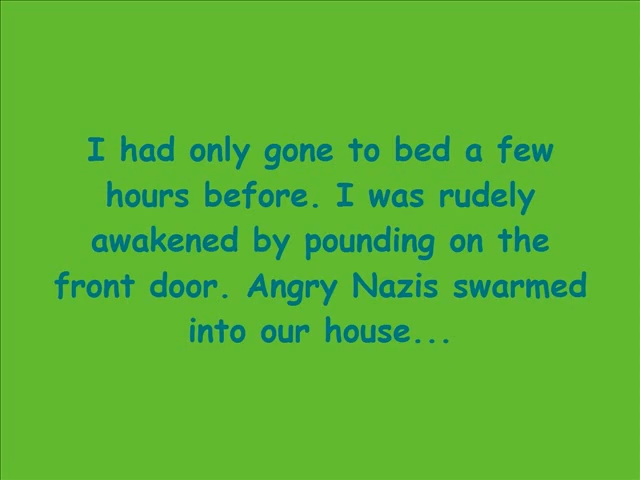 I had only gone to bed a few
hours before. I was rudely
awakened by pounding on the
front door. Angry Nazis swarmed
into our house...